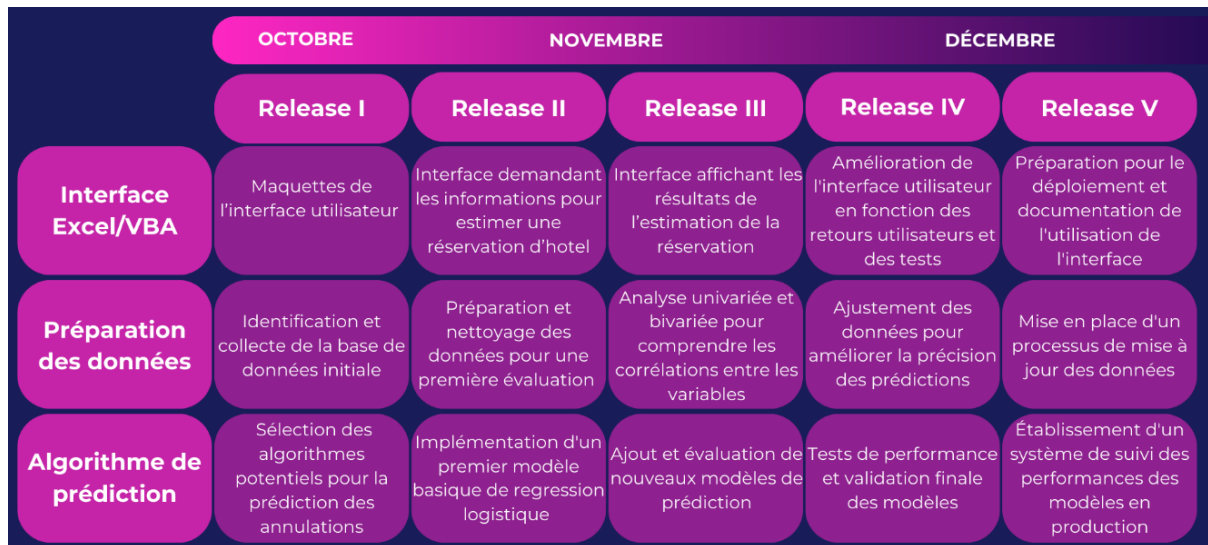 OCTOBRE
NOVEMBRE
DÉCEMBRE
Release I
Release II
Release III
Release IV
Release V
Interface
Excel/VBA
Maquettes de
l’interface utilisateur
Interface demandant
les informations pour
estimer une
réservation d’hotel
Interface affichant les
résultats de
l’estimation de la
réservation
Amélioration de
l'interface utilisateur
en fonction des
retours utilisateurs et
des tests
Préparation pour le
déploiement et
documentation de
l'utilisation de
l'interface
Préparation
des données
Identification et
collecte de la base de
données initiale
Préparation et
nettoyage des
données pour une
première évaluation
Analyse univariée et
bivariée pour
comprendre les
corrélations entre les
variables
Ajustement des
données pour
améliorer la précision
des prédictions
Mise en place d'un
processus de mise à
jour des données
Algorithme de
prédiction
Sélection des
algorithmes
potentiels pour la
prédiction des
annulations
Implémentation d'un
premier modèle
basique de regression
logistique
Ajout et évaluation de
nouveaux modèles de
prédiction
Tests de performance
et validation finale
des modèles
Établissement d'un
système de suivi des
performances des
modèles en
production